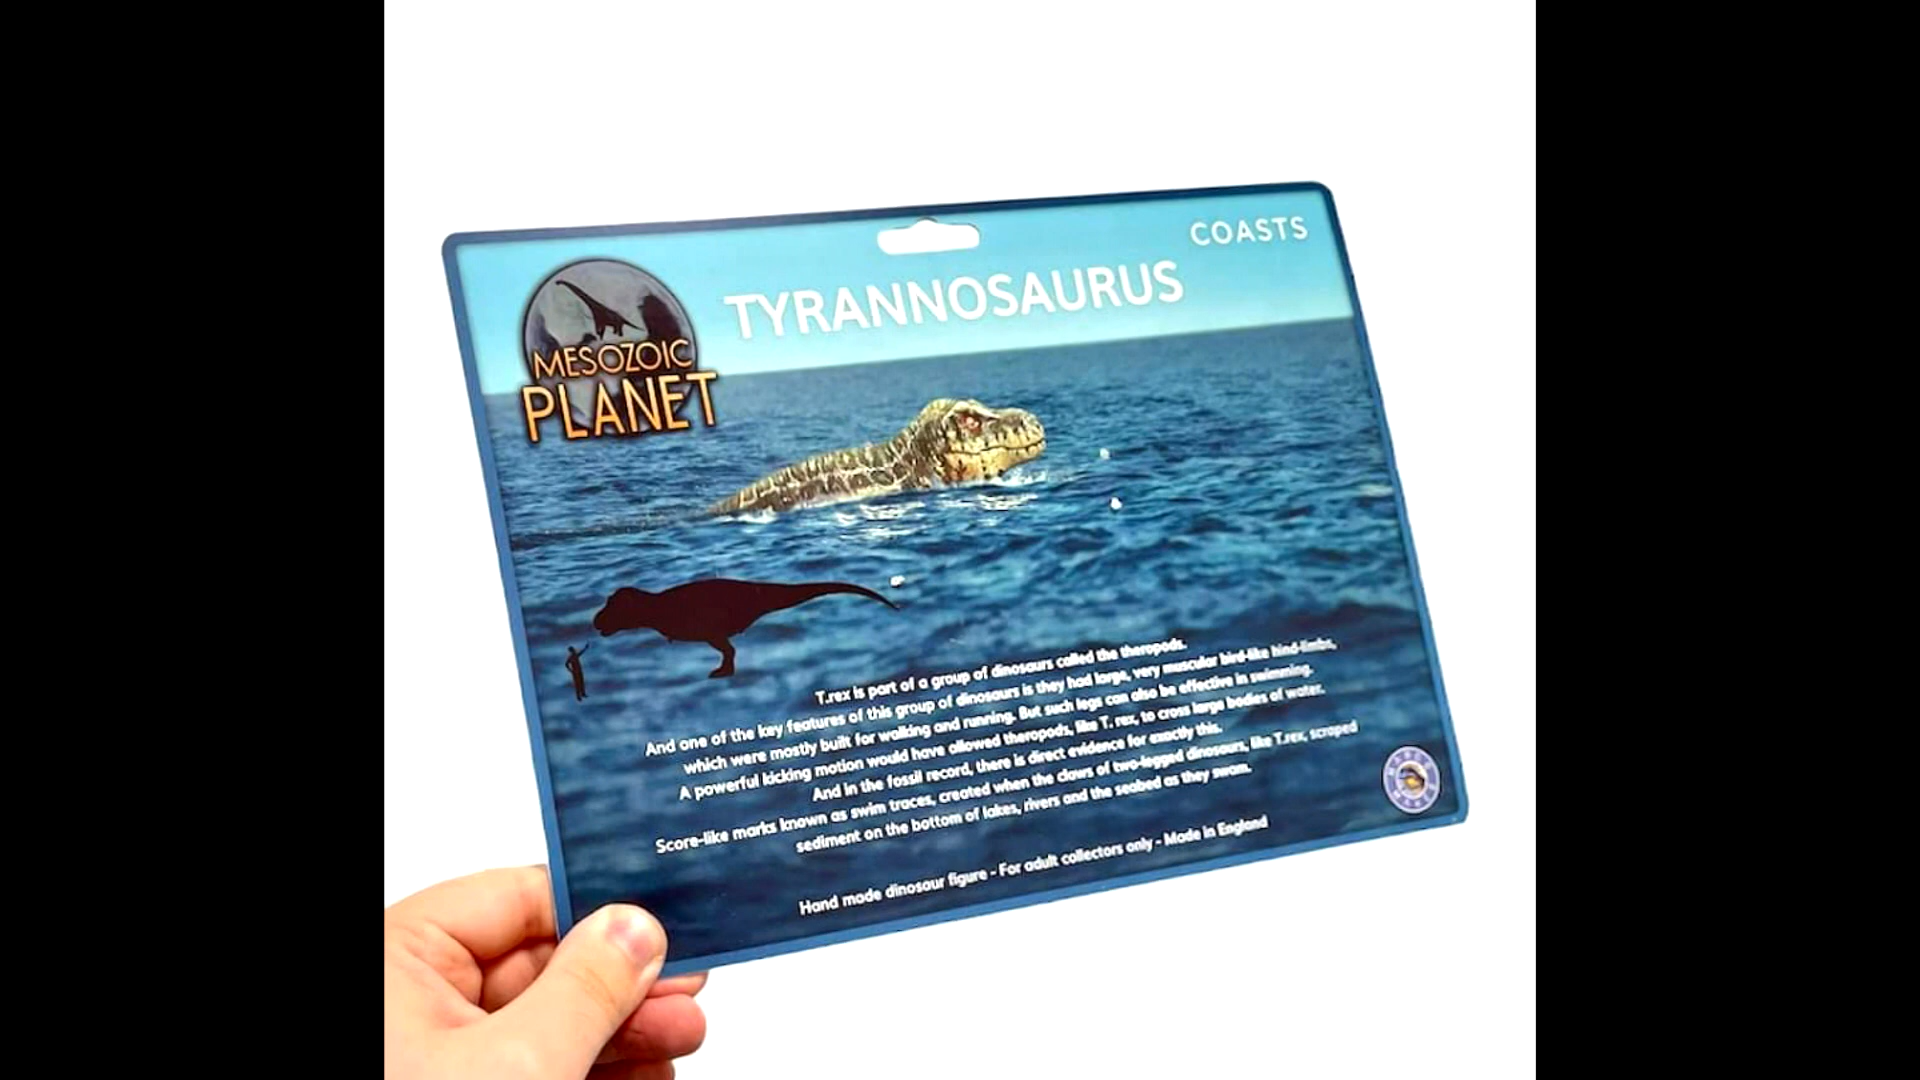 COASTS
TYRANNOSAURUS
MESOZOIC
PLANET
T.rex is part of a group of dinosaurs called the theropods.
And one of the key features of this group of dinosaurs is they had large, very muscular bird-like hind-limbs,
which were mostly built for walking and running. But such legs can also be effective in swimming.
A powerful kicking motion would have allowed theropods, like T. rex, to cross large bodies of water.
And in the fossil record, there is direct evidence for exactly this.
Score-like marks known as swim traces, created when the claws of two-legged dinosaurs, like T.rex, scraped
sediment on the bottom of lakes, rivers and the seabed as they swam.
Hand made dinosaur figure - For adult collectors only - Made in England